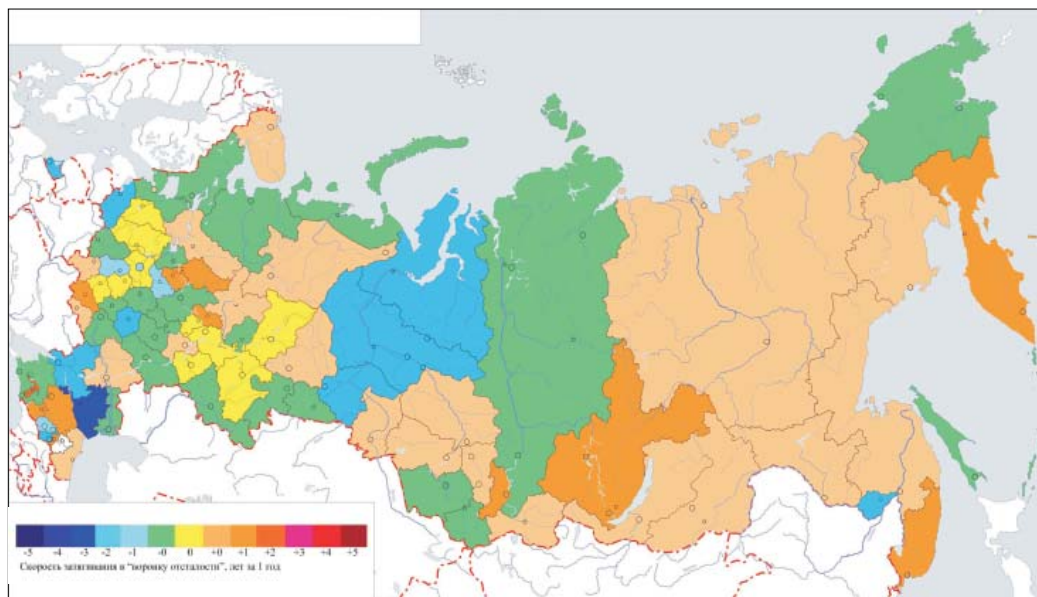 -5 -4 -3 -2 -1 -0 0 +0 +1 +2 +3 +4 +5
Скорость затягивания в "воронку отсталости", лет за 1 год